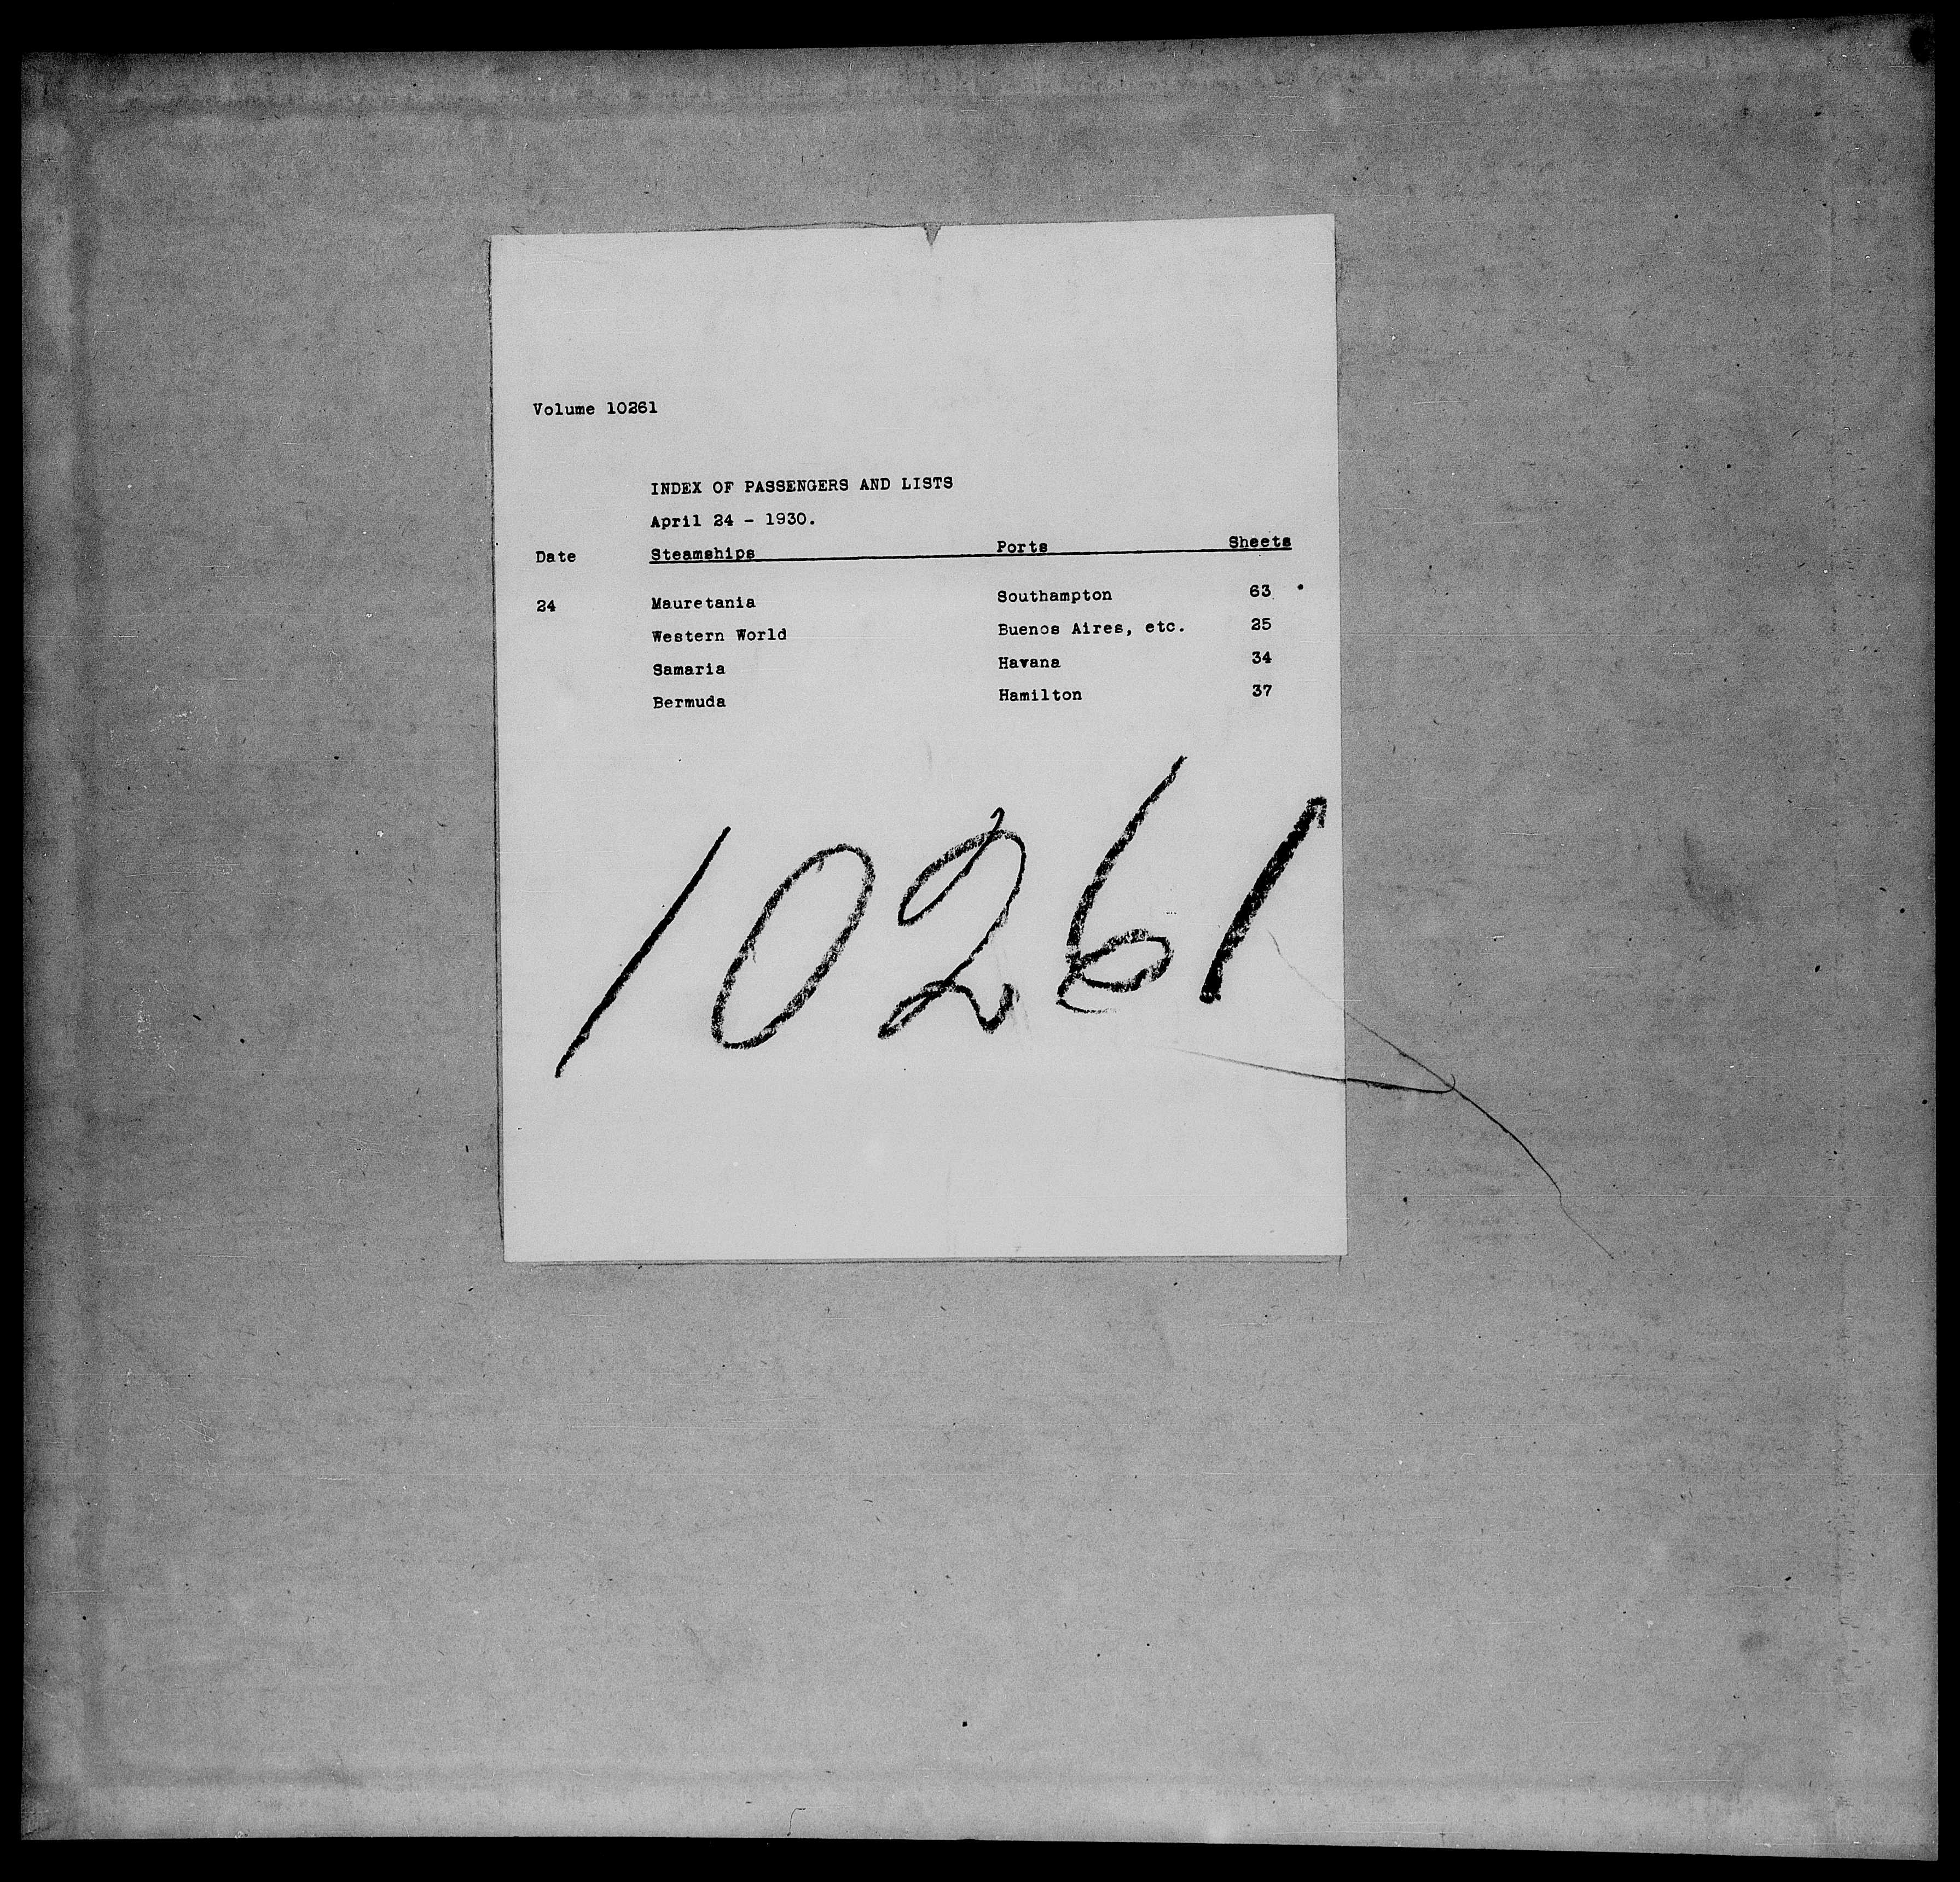 Volume 10261
INDEX OF PASSENGERS AND LISTS
April 24 - 1930.
Date Steamships Ports Sheets
24 Mauretania Southampton 63
Western World Buenos Aires, etc. 25
Samaria Havana 34
Bermuda Hamilton 37
10261